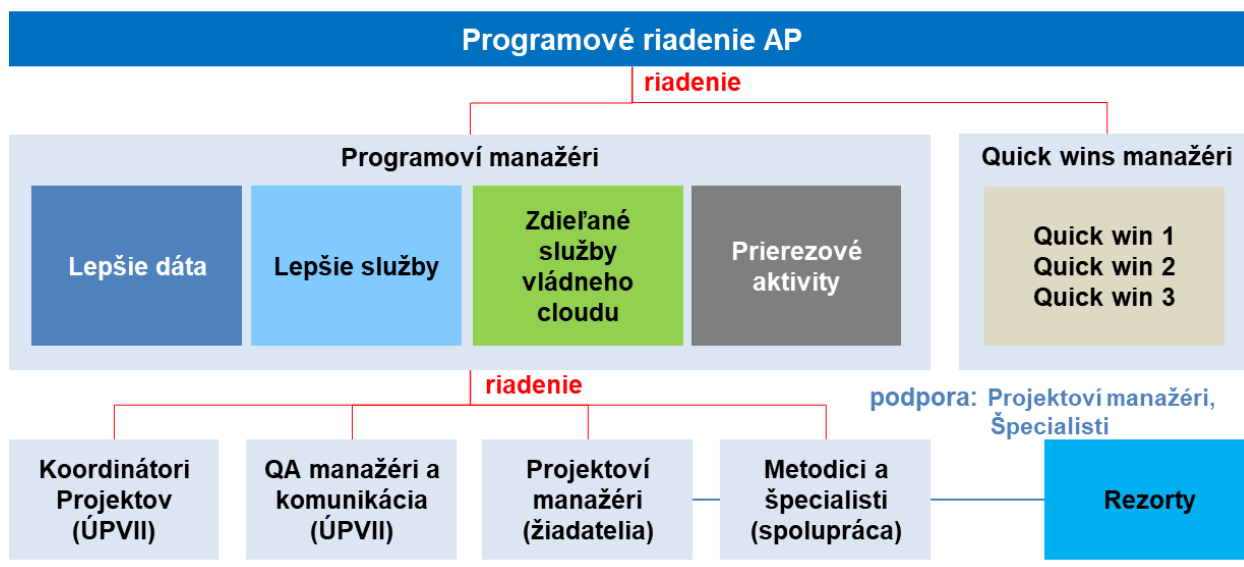 Programové riadenie AP
riadenie
Programoví manažéri
Lepšie dáta
Lepšie služby
Zdieľané
služby
vládneho
cloudu
Prierezové
aktivity
Quick wins manažéri
Quick win 1
Quick win 2
Quick win 3
riadenie
podpora: Projektoví manažéri,
Špecialisti
Koordinátori
Projektov
(ÚPVII)
QA manažéri a
komunikácia
(ÚPVII)
Projektoví
manažéri
(žiadatelia)
Metodici a
špecialisti
(spolupráca)
Rezorty